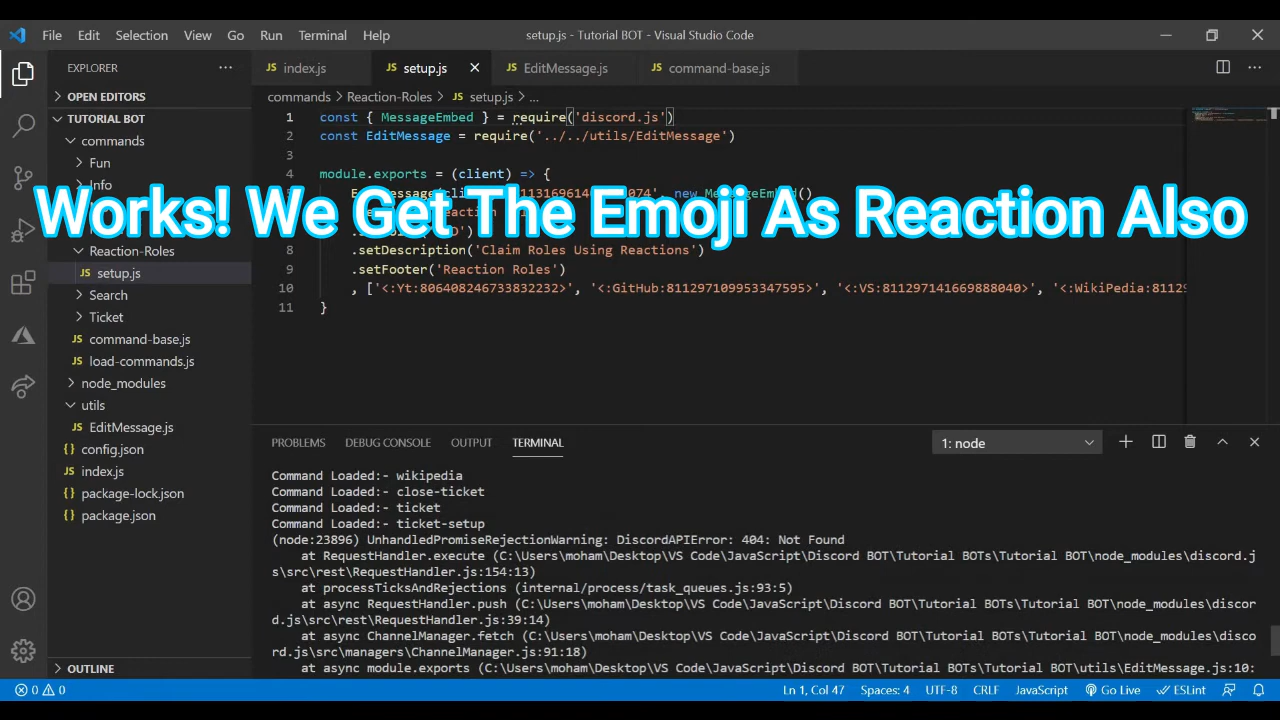 File Edit Selection View Go Run Terminal Help setup.js - Tutorial BOT - Visual Studio Code
EXPLORER
index.js setup.js EditMessage.js command-base.js
OPEN EDITORS
TUTORIAL BOT
commands
Fun
Info
Reaction-Roles
setup.js
Search
Ticket
command-base.js
load-commands.js
node_modules
utils
EditMessage.js
config.json
index.js
package-lock.json
package.json
OUTLINE
commands > Reaction-Roles > setup.js > ...
1 const { MessageEmbed } = require('discord.js')
2 const EditMessage = require('../../utils/EditMessage')
3
4 module.exports = (client) => {
new MessageEmbed()
Works! We Get The Emoji As Reaction Also
8 .setDescription('Claim Roles Using Reactions')
9 .setFooter('Reaction Roles')
10 , ['<:Yt:806408246733832232>', '<:GitHub:811297109953347595>', '<:VS:811297141669888040>', '<:WikiPedia:81129
11 }
PROBLEMS DEBUG CONSOLE OUTPUT TERMINAL 1: node
Command Loaded:- wikipedia
Command Loaded:- close-ticket
Command Loaded:- ticket
Command Loaded:- ticket-setup
(node:23896) UnhandledPromiseRejectionWarning: DiscordAPIError: 404: Not Found
at RequestHandler.execute (C:\Users\moham\Desktop\VS Code\JavaScript\Discord BOT\Tutorial BOTs\Tutorial BOT\node_modules\discord.j
s\src\rest\RequestHandler.js:154:13)
at processTicksAndRejections (internal/process/task_queues.js:93:5)
at async RequestHandler.push (C:\Users\moham\Desktop\VS Code\JavaScript\Discord BOT\Tutorial BOTs\Tutorial BOT\node_modules\discor
d.js\src\rest\RequestHandler.js:39:14)
at async ChannelManager.fetch (C:\Users\moham\Desktop\VS Code\JavaScript\Discord BOT\Tutorial BOTs\Tutorial BOT\node_modules\disco
rd.js\src\managers\ChannelManager.js:91:18)
at async module.exports (C:\Users\moham\Desktop\VS Code\JavaScript\Discord BOT\Tutorial BOTs\Tutorial BOT\utils\EditMessage.js:10:
0 0 Ln 1, Col 47 Spaces: 4 UTF-8 CRLF JavaScript Go Live ESLint